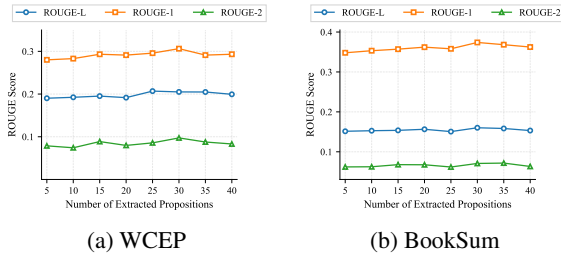 ROUGE-L ROUGE-1 ROUGE-2
0.3
0.2
0.1
ROUGE Score
5 10 15 20 25 30 35 40
Number of Extracted Propositions
(a) WCEP
ROUGE-L ROUGE-1 ROUGE-2
0.4
0.3
0.2
0.1
ROUGE Score
5 10 15 20 25 30 35 40
Number of Extracted Propositions
(b) BookSum